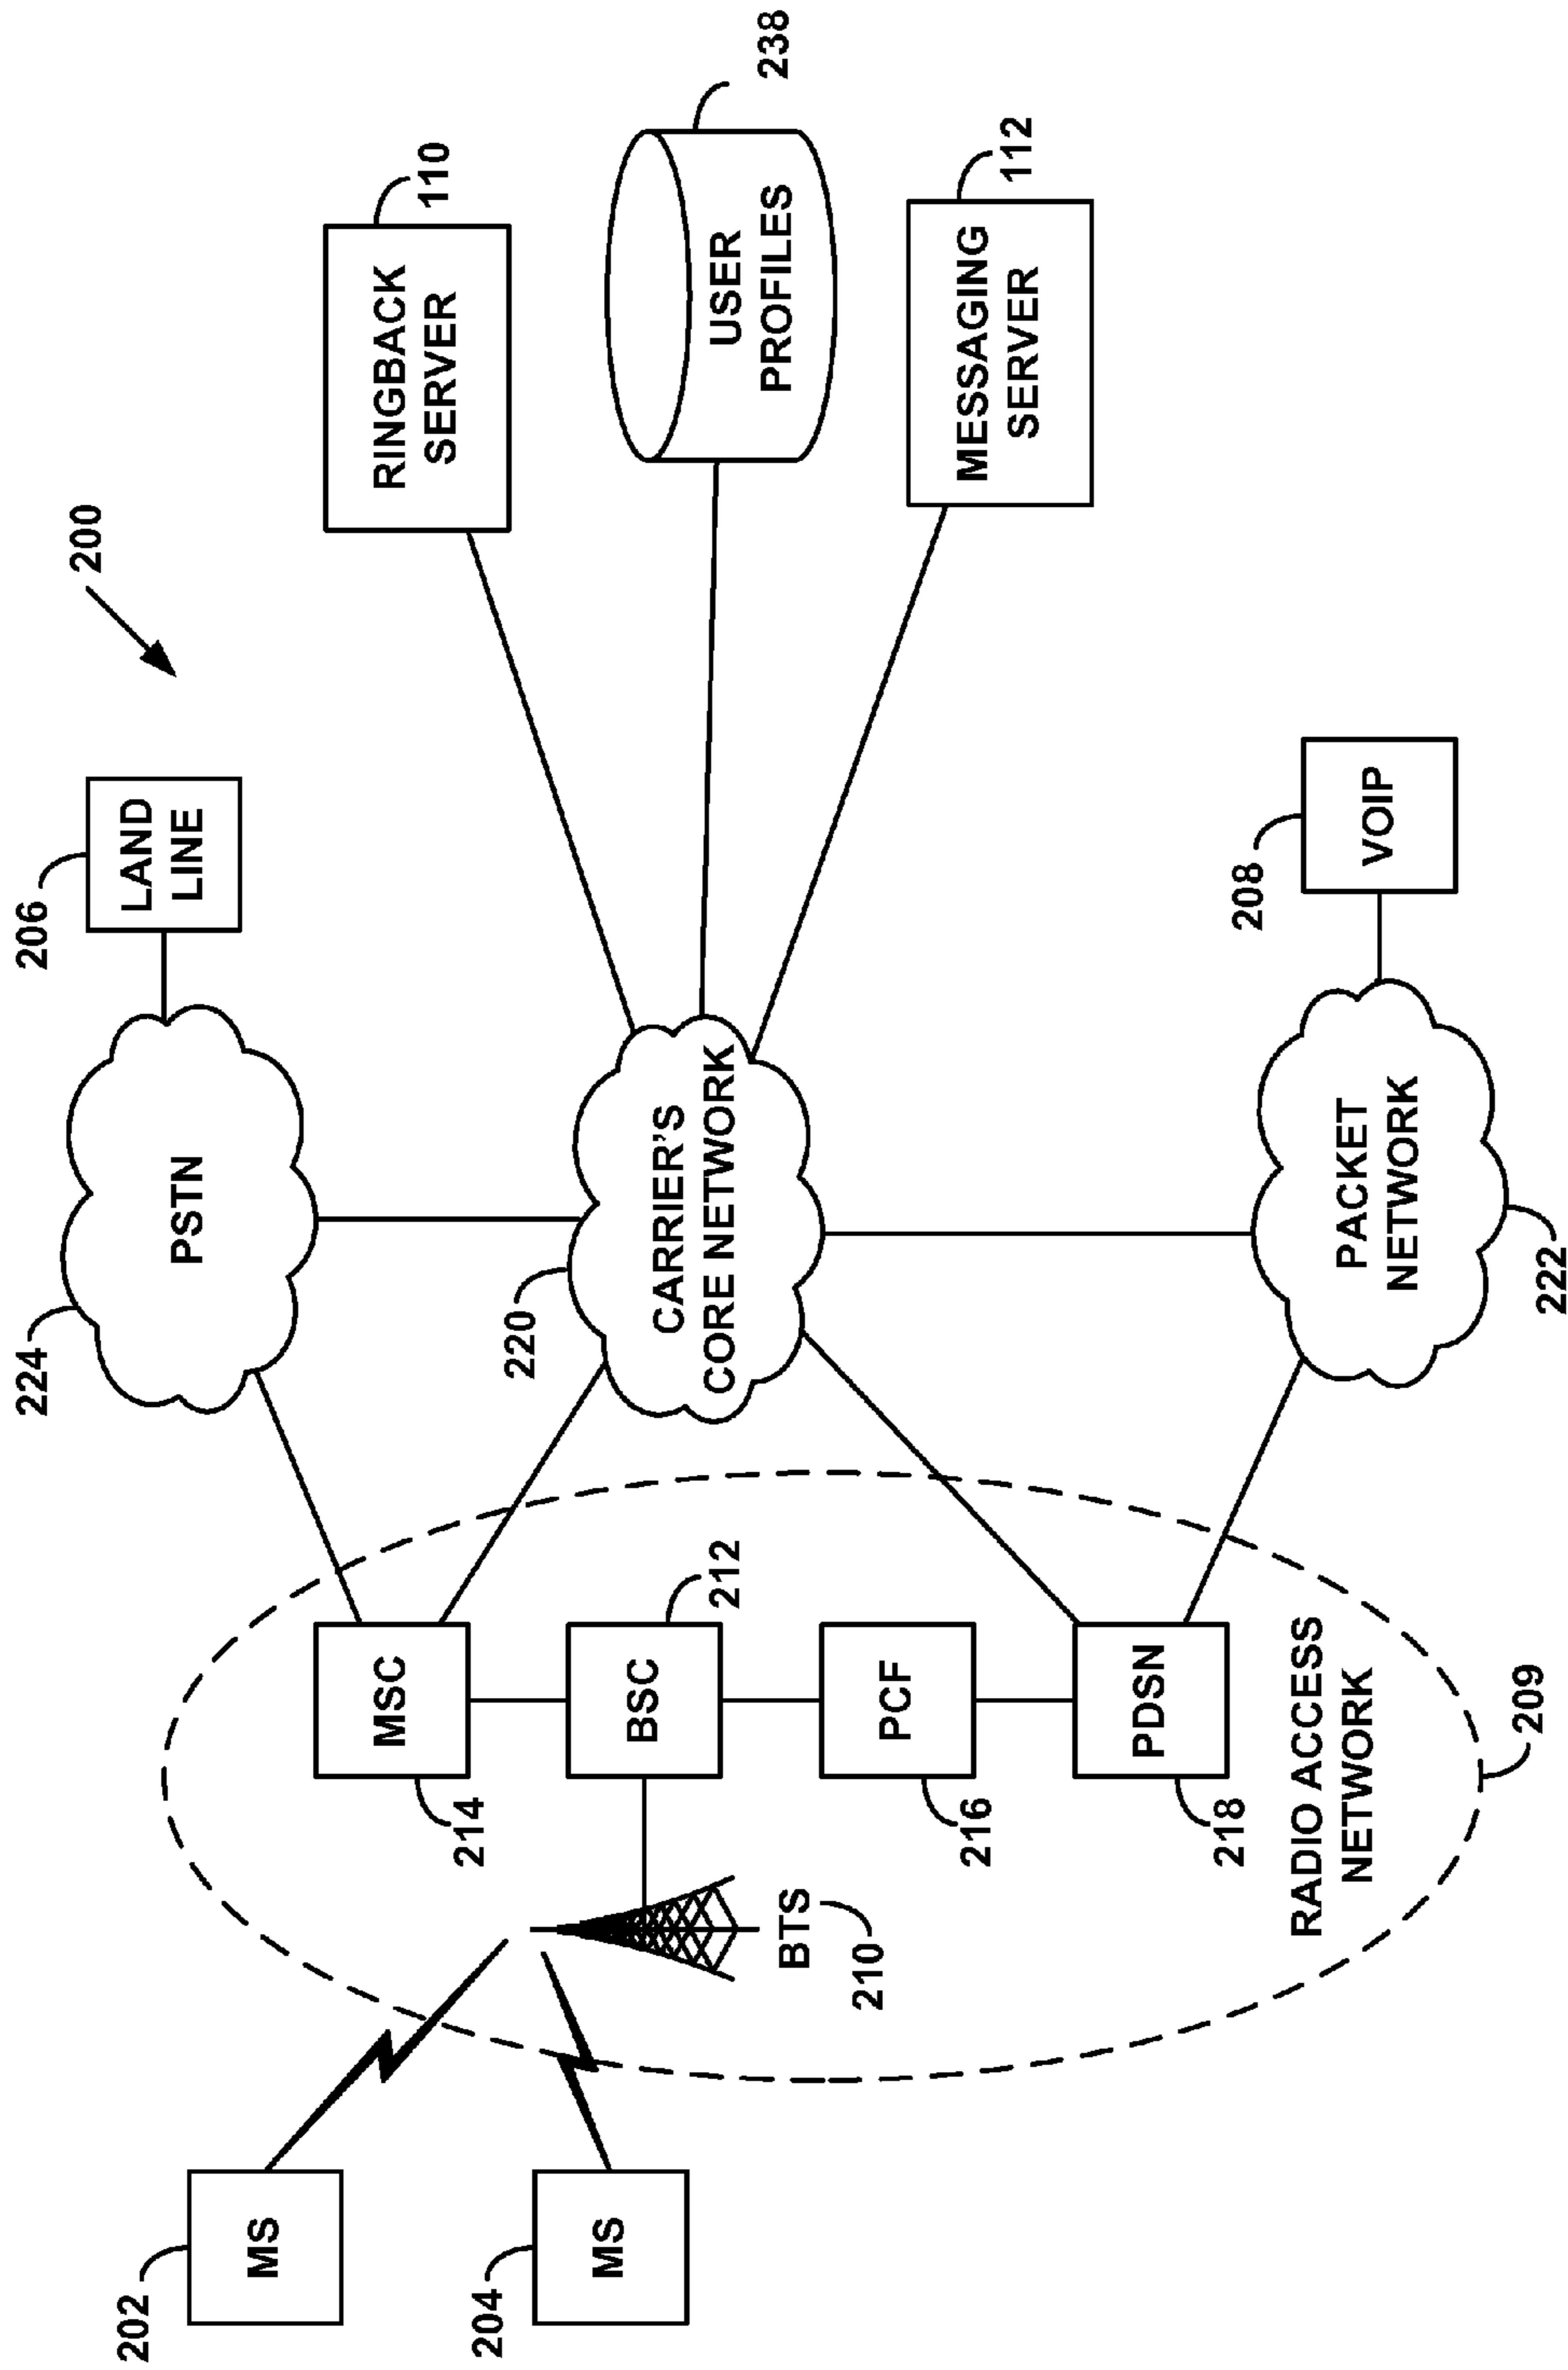 200
206
LAND
LINE
224
PSTN
RINGBACK
SERVER
110
202
MS
MSC
214
220
CARRIER'S
CORE NETWORK
USER
PROFILES
238
204
MS
BTS
210
BSC
212
PCF
216
MESSAGING
SERVER
112
PDSN
218
RADIO ACCESS
NETWORK
209
PACKET
NETWORK
222
208
VOIP